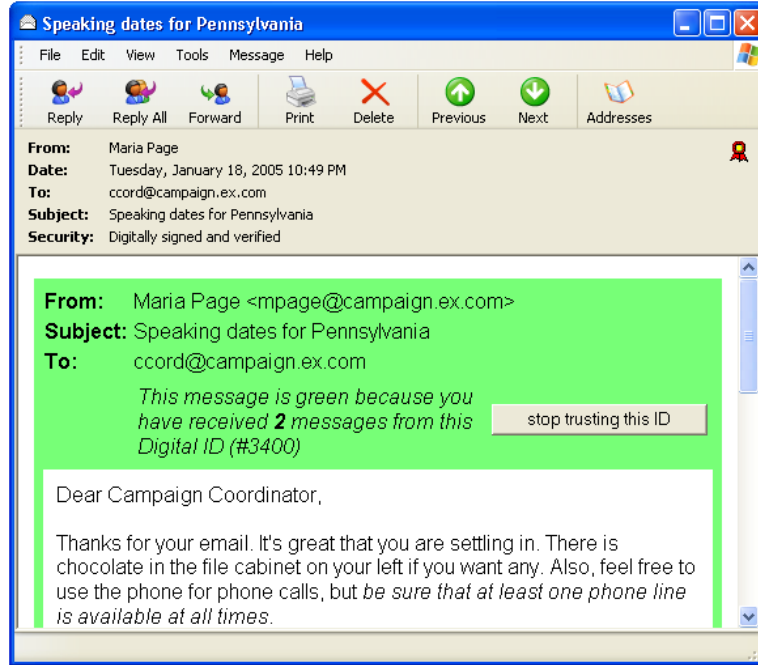 Speaking dates for Pennsylvania
File Edit View Tools Message Help
Reply Reply All Forward Print Delete Previous Next Addresses
From: Maria Page
Date: Tuesday, January 18, 2005 10:49 PM
To: ccord@campaign.ex.com
Subject: Speaking dates for Pennsylvania
Security: Digitally signed and verified
From: Maria Page <mpage@campaign.ex.com>
Subject: Speaking dates for Pennsylvania
To: ccord@campaign.ex.com
This message is green because you
have received 2 messages from this
Digital ID (#3400)
stop trusting this ID
Dear Campaign Coordinator,
Thanks for your email. It's great that you are settling in. There is
chocolate in the file cabinet on your left if you want any. Also, feel free to
use the phone for phone calls, but be sure that at least one phone line
is available at all times.